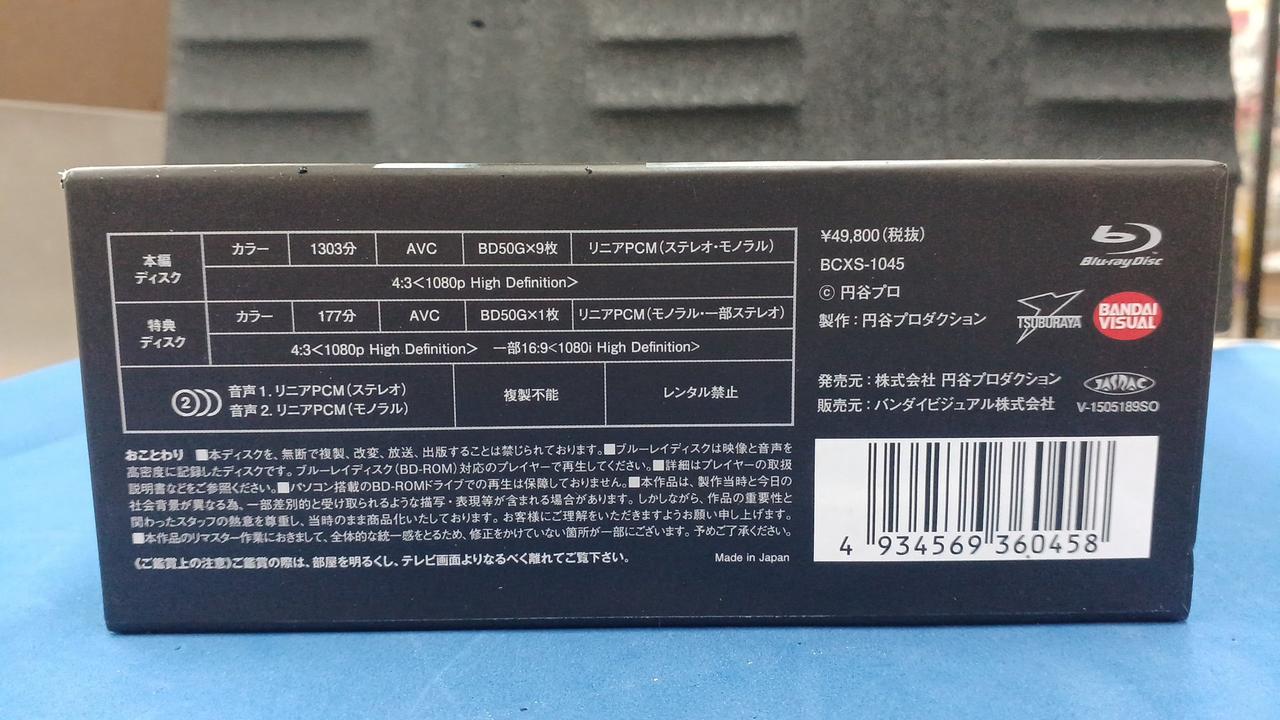 本編
ディスク
カラー
1303分
AVC
BD50G×9枚
リニアPCM(ステレオ・モノラル)
4:3<1080p High Definition>
特典
ディスク
カラー
177分
AVC
BD50G×1枚
リニアPCM(モノラル・一部ステレオ)
4:3<1080p High Definition> 一部16:9<1080i High Definition>
2
音声1.リニアPCM(ステレオ)
音声2.リニアPCM(モノラル)
複製不能
レンタル禁止
おことわり ■本ディスクを、無断で複製、改変、放送、出版することは禁じられております。■ブルーレイディスクは映像と音声を
高密度に記録したディスクです。ブルーレイディスク(BD-ROM)対応のプレイヤーで再生してください。■詳細はプレイヤーの取扱
説明書などをご参照ください。■パソコン搭載のBD-ROMドライブでの再生は保障しておりません。■本作品は、製作当時と今日の
社会背景が異なる為、一部差別的と受け取られるような描写・表現等が含まれる場合があります。しかしながら、作品の重要性と
関わったスタッフの熱意を尊重し、当時のまま商品化いたしております。お客様にご理解をいただきますようお願い申し上げます。
■本作品のリマスター作業におきまして、全体的な統一感をとるため、修正をかけていない箇所が一部にございます。予めご了承ください。
《ご鑑賞上の注意》ご鑑賞の際は、部屋を明るくし、テレビ画面よりなるべく離れてご覧下さい。
Made in Japan
¥49,800(税抜)
BCXS-1045
© 円谷プロ
製作:円谷プロダクション
発売元:株式会社 円谷プロダクション
販売元:バンダイビジュアル株式会社
Blu-ray Disc
TM
TSUBURAYA
BANDAI
VISUAL
JASRAC
V-1505189SO
4 934569 360458